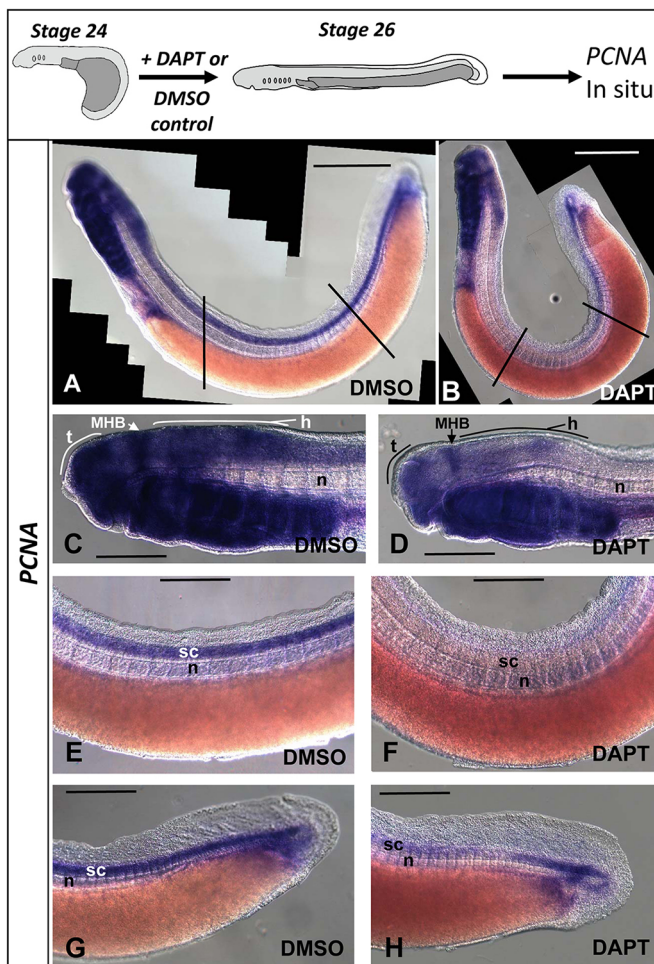 Stage 24
+ DAPT or
DMSO
control
Stage 26
PCNA
In situ
PCNA
A
DMSO
B
DAPT
t
MHB
h
n
C
DMSO
t
MHB
h
n
D
DAPT
sc
n
E
DMSO
sc
n
F
DAPT
sc
n
G
DMSO
sc
n
H
DAPT